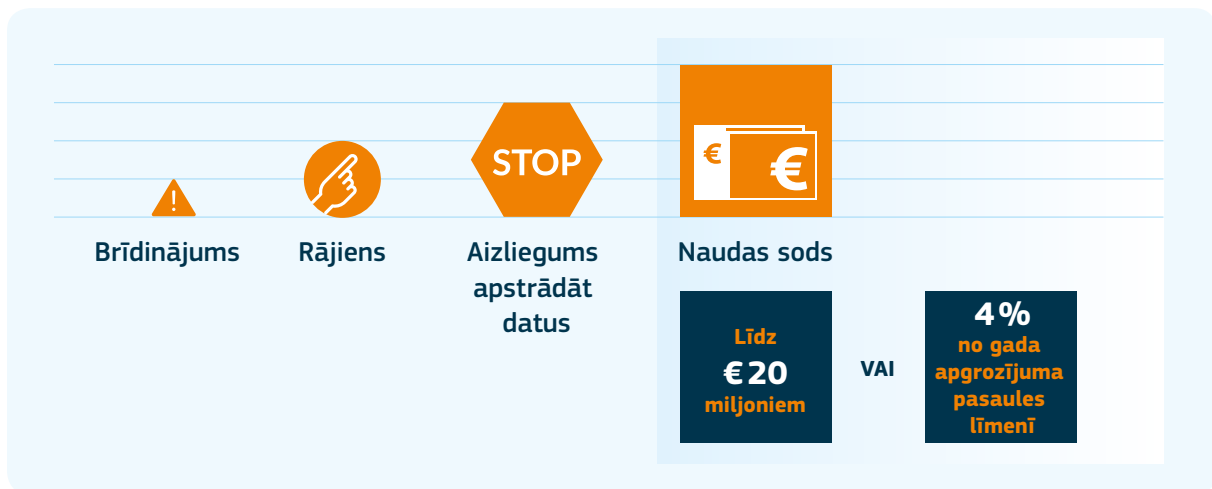 !
STOP
€
€
Brīdinājums
Rājiens
Aizliegums
apstrādāt
datus
Naudas sods
Līdz
€ 20
miljoniem
VAI
4 %
no gada
apgrozījuma
pasaules
līmenī